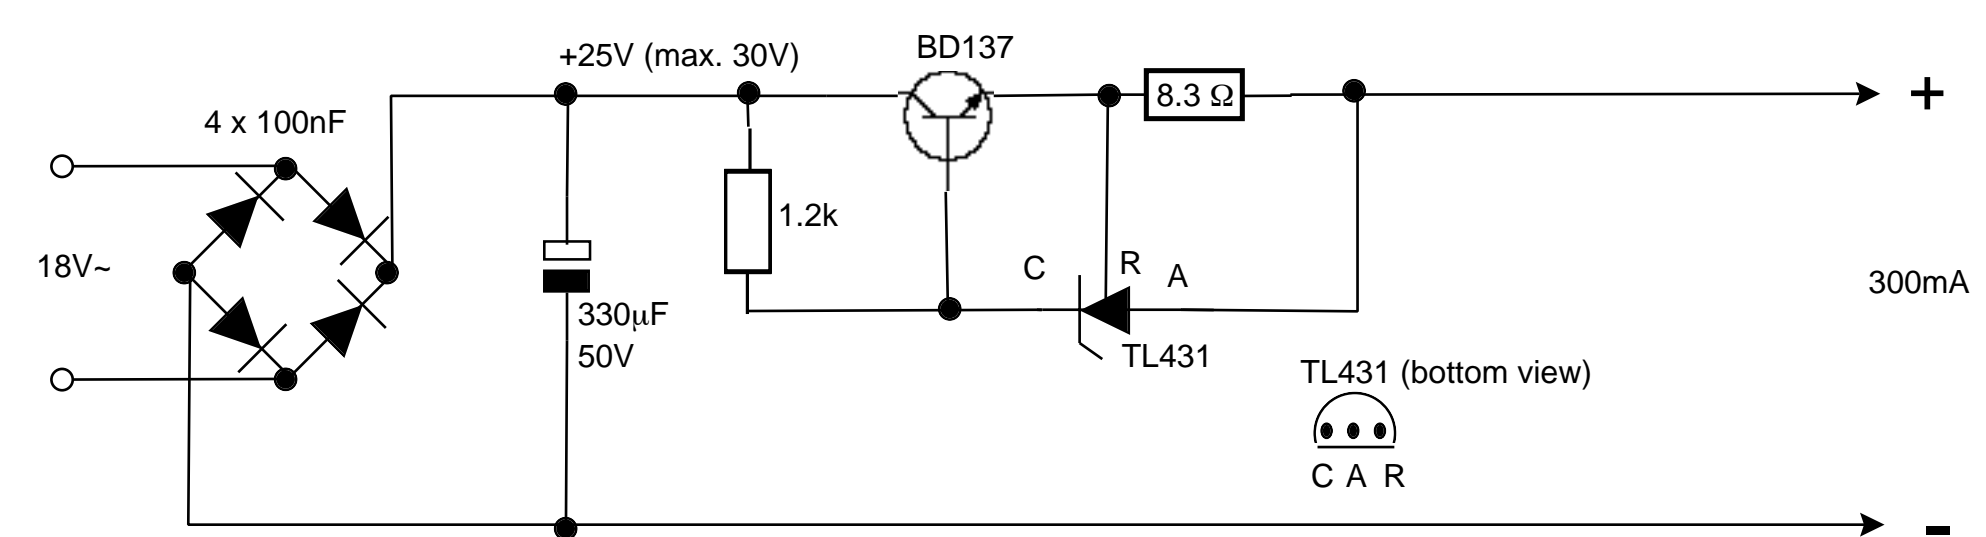 +25V (max. 30V)
BD137
8.3 Ω
+
4 x 100nF
1.2k
18V~
C
R
A
300mA
330μF
50V
TL431
TL431 (bottom view)
C A R
-